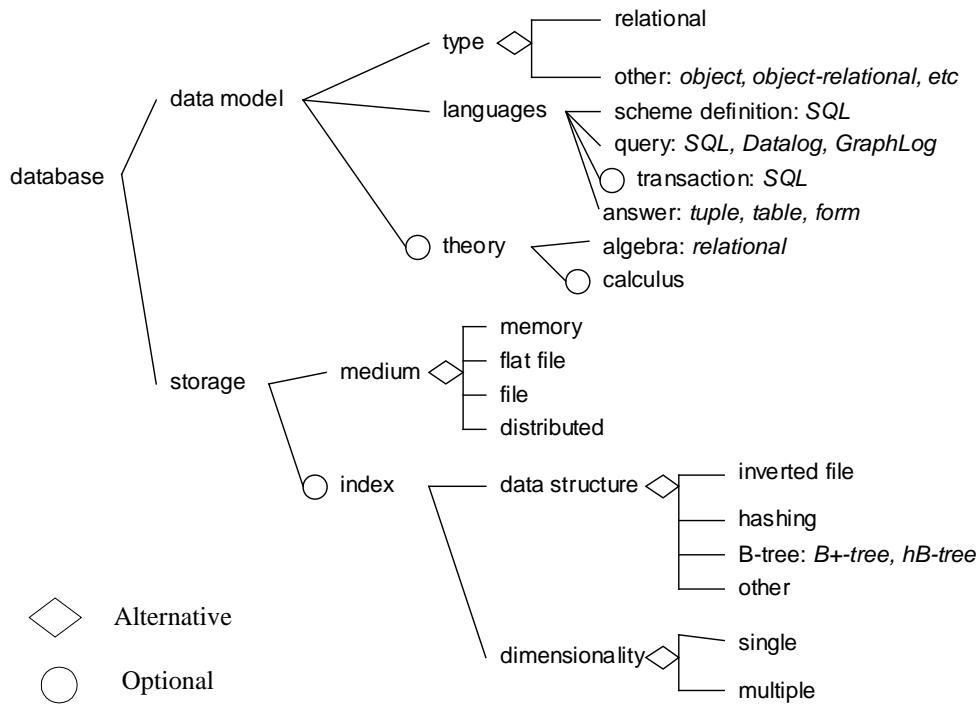 relational
type
other: object, object-relational, etc
data model
languages
scheme definition: SQL
query: SQL, Datalog, GraphLog
database
transaction: SQL
answer: tuple, table, form
theory
algebra: relational
calculus
memory
medium
flat file
storage
file
distributed
index
data structure
inverted file
hashing
B-tree: B+-tree, hB-tree
other
Alternative
dimensionality
single
Optional
multiple